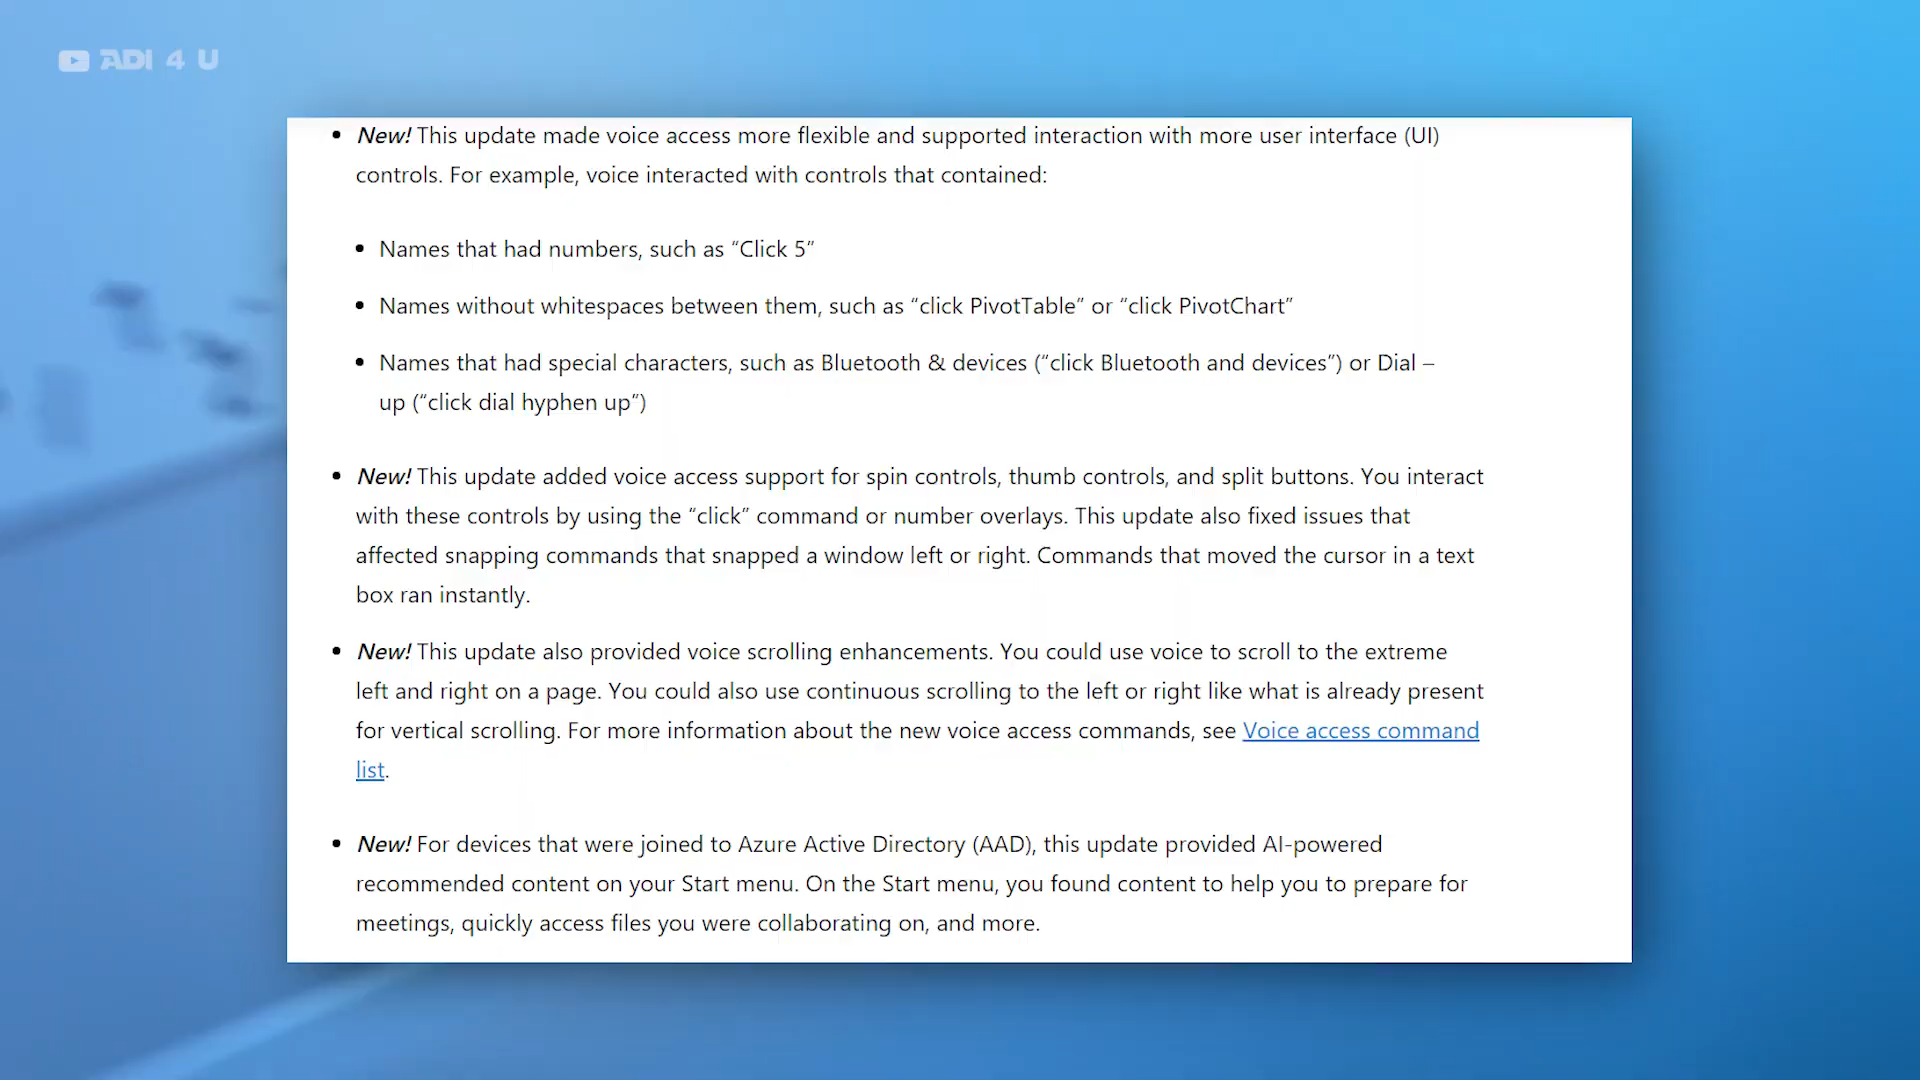 ADI 4 U
• New! This update made voice access more flexible and supported interaction with more user interface (UI)
controls. For example, voice interacted with controls that contained:
• Names that had numbers, such as “Click 5”
• Names without whitespaces between them, such as “click PivotTable” or “click PivotChart”
• Names that had special characters, such as Bluetooth & devices (“click Bluetooth and devices”) or Dial –
up (“click dial hyphen up”)
• New! This update added voice access support for spin controls, thumb controls, and split buttons. You interact
with these controls by using the “click” command or number overlays. This update also fixed issues that
affected snapping commands that snapped a window left or right. Commands that moved the cursor in a text
box ran instantly.
• New! This update also provided voice scrolling enhancements. You could use voice to scroll to the extreme
left and right on a page. You could also use continuous scrolling to the left or right like what is already present
for vertical scrolling. For more information about the new voice access commands, see Voice access command
list.
• New! For devices that were joined to Azure Active Directory (AAD), this update provided AI-powered
recommended content on your Start menu. On the Start menu, you found content to help you to prepare for
meetings, quickly access files you were collaborating on, and more.